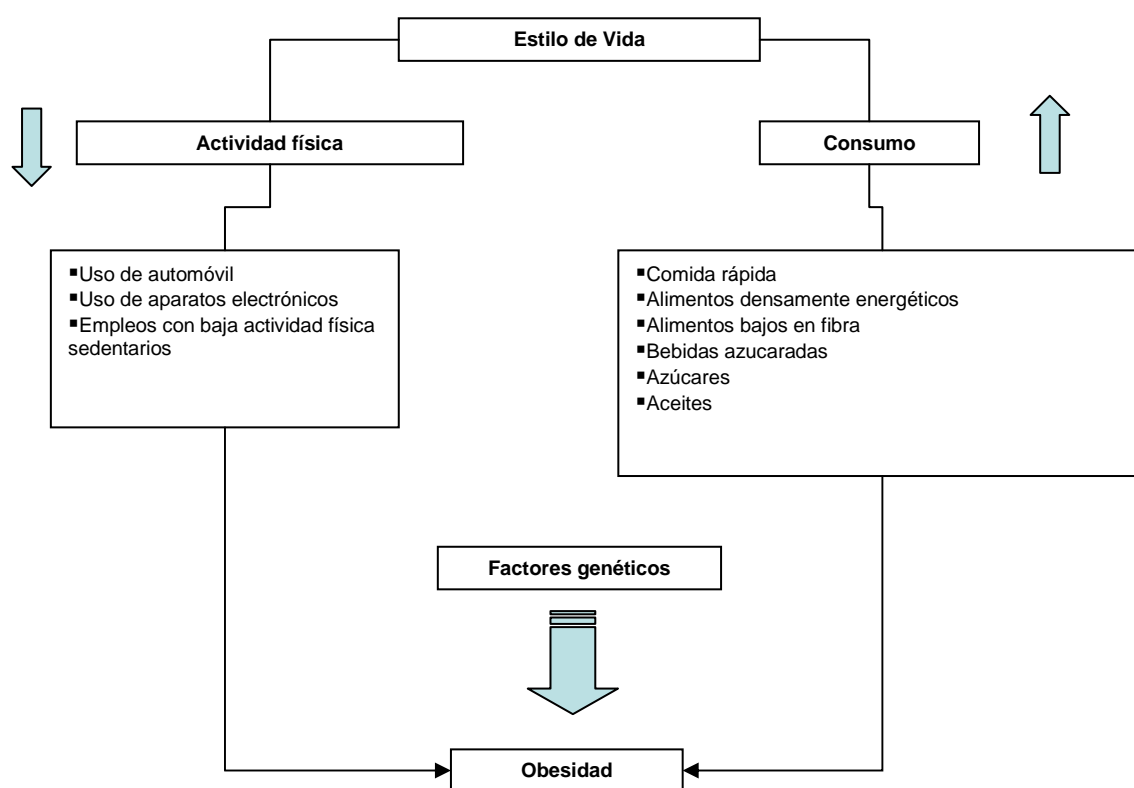 Estilo de Vida
Actividad física
Consumo
▪Uso de automóvil
▪Uso de aparatos electrónicos
▪Empleos con baja actividad física
sedentarios
▪Comida rápida
▪Alimentos densamente energéticos
▪Alimentos bajos en fibra
▪Bebidas azucaradas
▪Azúcares
▪Aceites
Factores genéticos
Obesidad